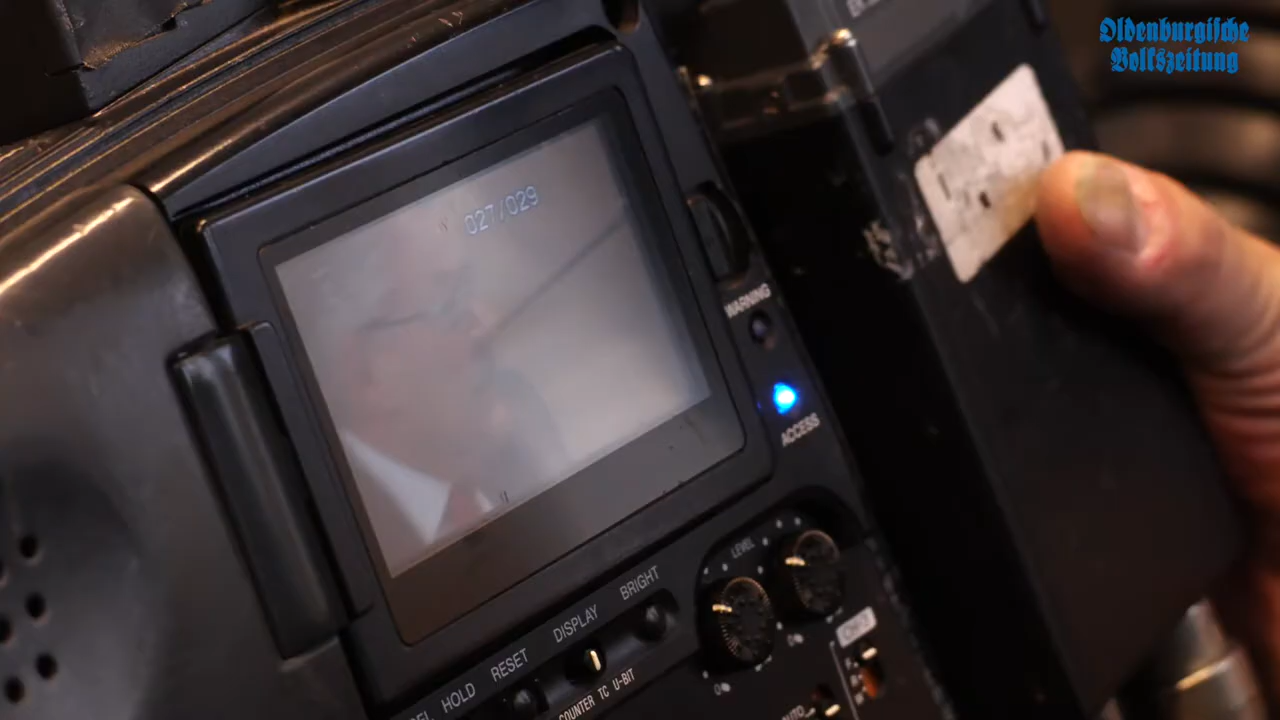 Oldenburgische
Volkszeitung
027/029
WARNING
ACCESS
LEVEL
BRIGHT
DISPLAY
RESET
HOLD
COUNTER TC U-BIT